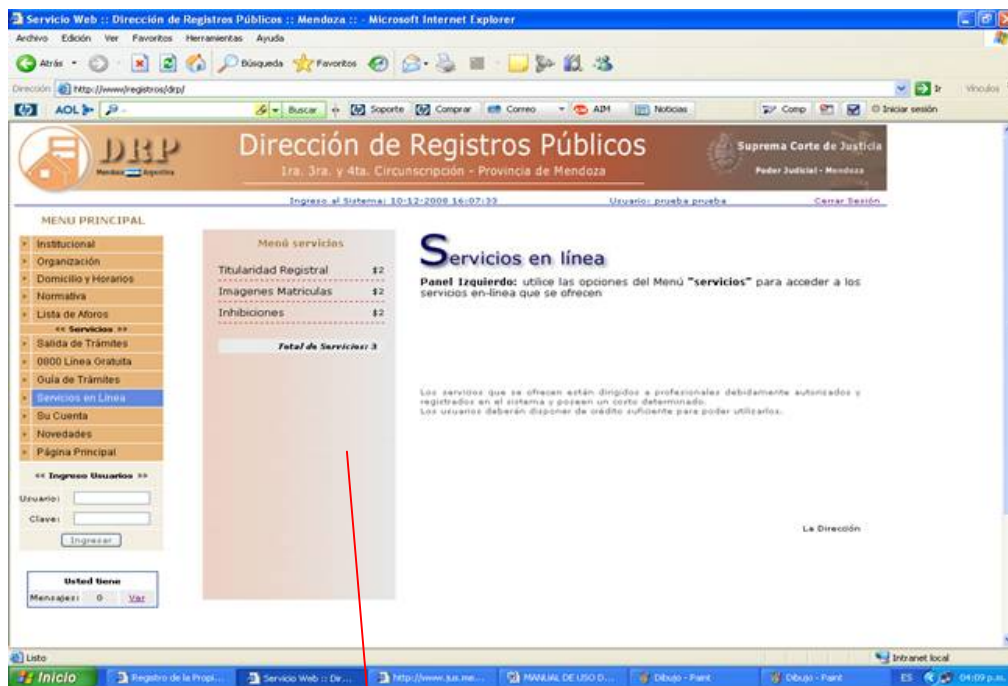 Servicio Web :: Dirección de Registros Públicos :: Mendoza :: - Microsoft Internet Explorer
Archivo Edición Ver Favoritos Herramientas Ayuda
Atrás Búsqueda Favoritos
Dirección http://www/registros/drp/ Ir Vínculos
AOL Buscar Soporte Comprar Correo AIM Noticias Comp Iniciar sesión
DRP
Mendoza Argentina
Dirección de Registros Públicos
1ra. 3ra. y 4ta. Circunscripción - Provincia de Mendoza
Suprema Corte de Justicia
Poder Judicial - Mendoza
Ingreso al Sistema: 10-12-2008 16:07:33 Usuario: prueba prueba Cerrar Sesión
MENU PRINCIPAL
Institucional
Organización
Domicilio y Horarios
Normativa
Lista de Aforos
<< Servicios >>
Salida de Trámites
0800 Línea Gratuita
Guía de Trámites
Servicios en Línea
Su Cuenta
Novedades
Página Principal
<< Ingreso Usuarios >>
Usuario:
Clave:
Ingresar
Usted tiene
Mensajes: 0 Ver
Menú servicios
Titularidad Registral $2
Imagenes Matriculas $2
Inhibiciones $2
Total de Servicios: 3
Servicios en línea
Panel Izquierdo: utilice las opciones del Menú "servicios" para acceder a los
servicios en-línea que se ofrecen
Los servicios que se ofrecen están dirigidos a profesionales debidamente autorizados y
registrados en el sistema y poseen un costo determinado.
Los usuarios deberán disponer de crédito suficiente para poder utilizarlos.
La Dirección
Listo Intranet local
Inicio Registro de la Propi... Servicio Web :: Dir... http://www.jus.me... MANUAL DE USO D... Dibujo - Paint Dibujo - Paint ES 04:09 p.m.